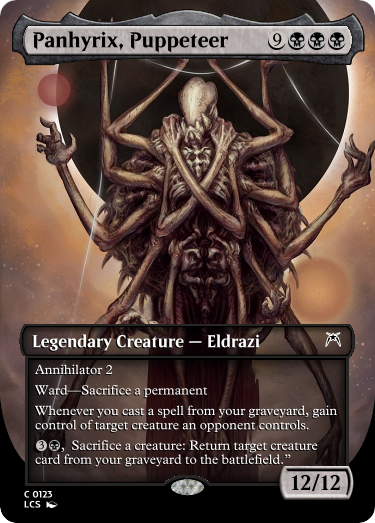 Panhyrix, Puppeteer 9
Legendary Creature — Eldrazi
Annihilator 2
Ward—Sacrifice a permanent
Whenever you cast a spell from your graveyard, gain
control of target creature an opponent controls.
3, Sacrifice a creature: Return target creature
card from your graveyard to the battlefield.”
12/12
C 0123
LCS